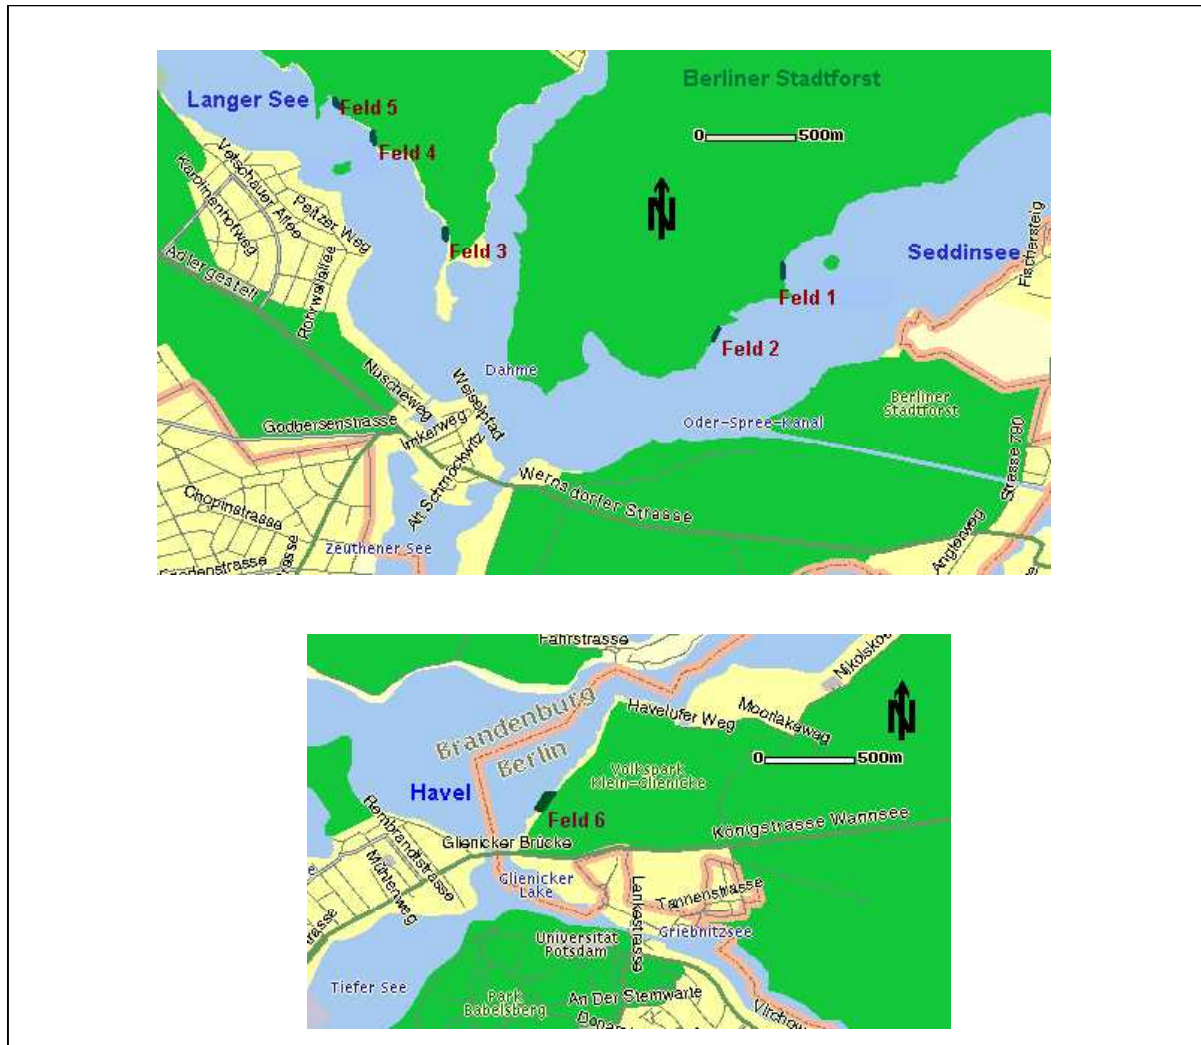 Berliner Stadtforst
Langer See
Feld 5
0 500m
Feld 4
Vetschauer Allee
Karolinenhofweg
Peitzer Weg
N
Fischersteig
Feld 3
Seddinsee
Adlergestell
Rohrwallallee
Feld 1
Feld 2
Dahme
Nuscheweg
Weiselpfad
Berliner
Stadtforst
Godbersenstrasse
Imkerweg
Oder-Spree-Kanal
Alt Schmöckwitz
Wernsdorfer Strasse
Strasse 790
Chopinstrasse
Zeuthener See
Anglerweg
Fahrstrasse
Nikolskoe
N
Havelufer Weg
Moorlakeweg
Brandenburg
Berlin
0 500m
Volkspark
Klein-Glienicke
Havel
Feld 6
Rembrandtstrasse
Königstrasse Wannsee
Glienicker Brücke
Mühlenweg
Glienicker
Lake
Tannenstrasse
Lankestrasse
Griebnitzsee
Universität
Potsdam
Tiefer See
Park
Babelsberg
An Der Sternwarte